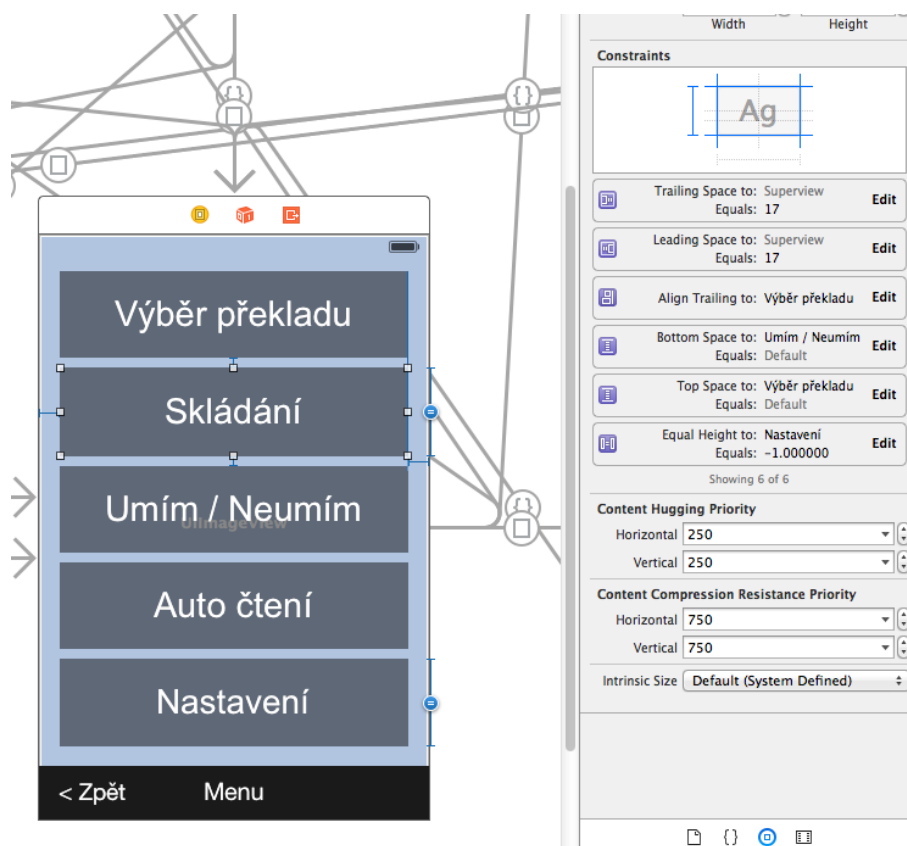 Width Height
Constraints
Ag
Trailing Space to: Superview Edit
Equals: 17
Leading Space to: Superview Edit
Equals: 17
Align Trailing to: Výběr překladu Edit
Bottom Space to: Umím / Neumím Edit
Equals: Default
Top Space to: Výběr překladu Edit
Equals: Default
Equal Height to: Nastavení Edit
Equals: -1.000000
Showing 6 of 6
Content Hugging Priority
Horizontal 250
Vertical 250
Content Compression Resistance Priority
Horizontal 750
Vertical 750
Intrinsic Size Default (System Defined)
{}
{}
{}
{}
Výběr překladu
Skládání
Umím / Neumím
UIImageView
Auto čtení
Nastavení
< Zpět Menu